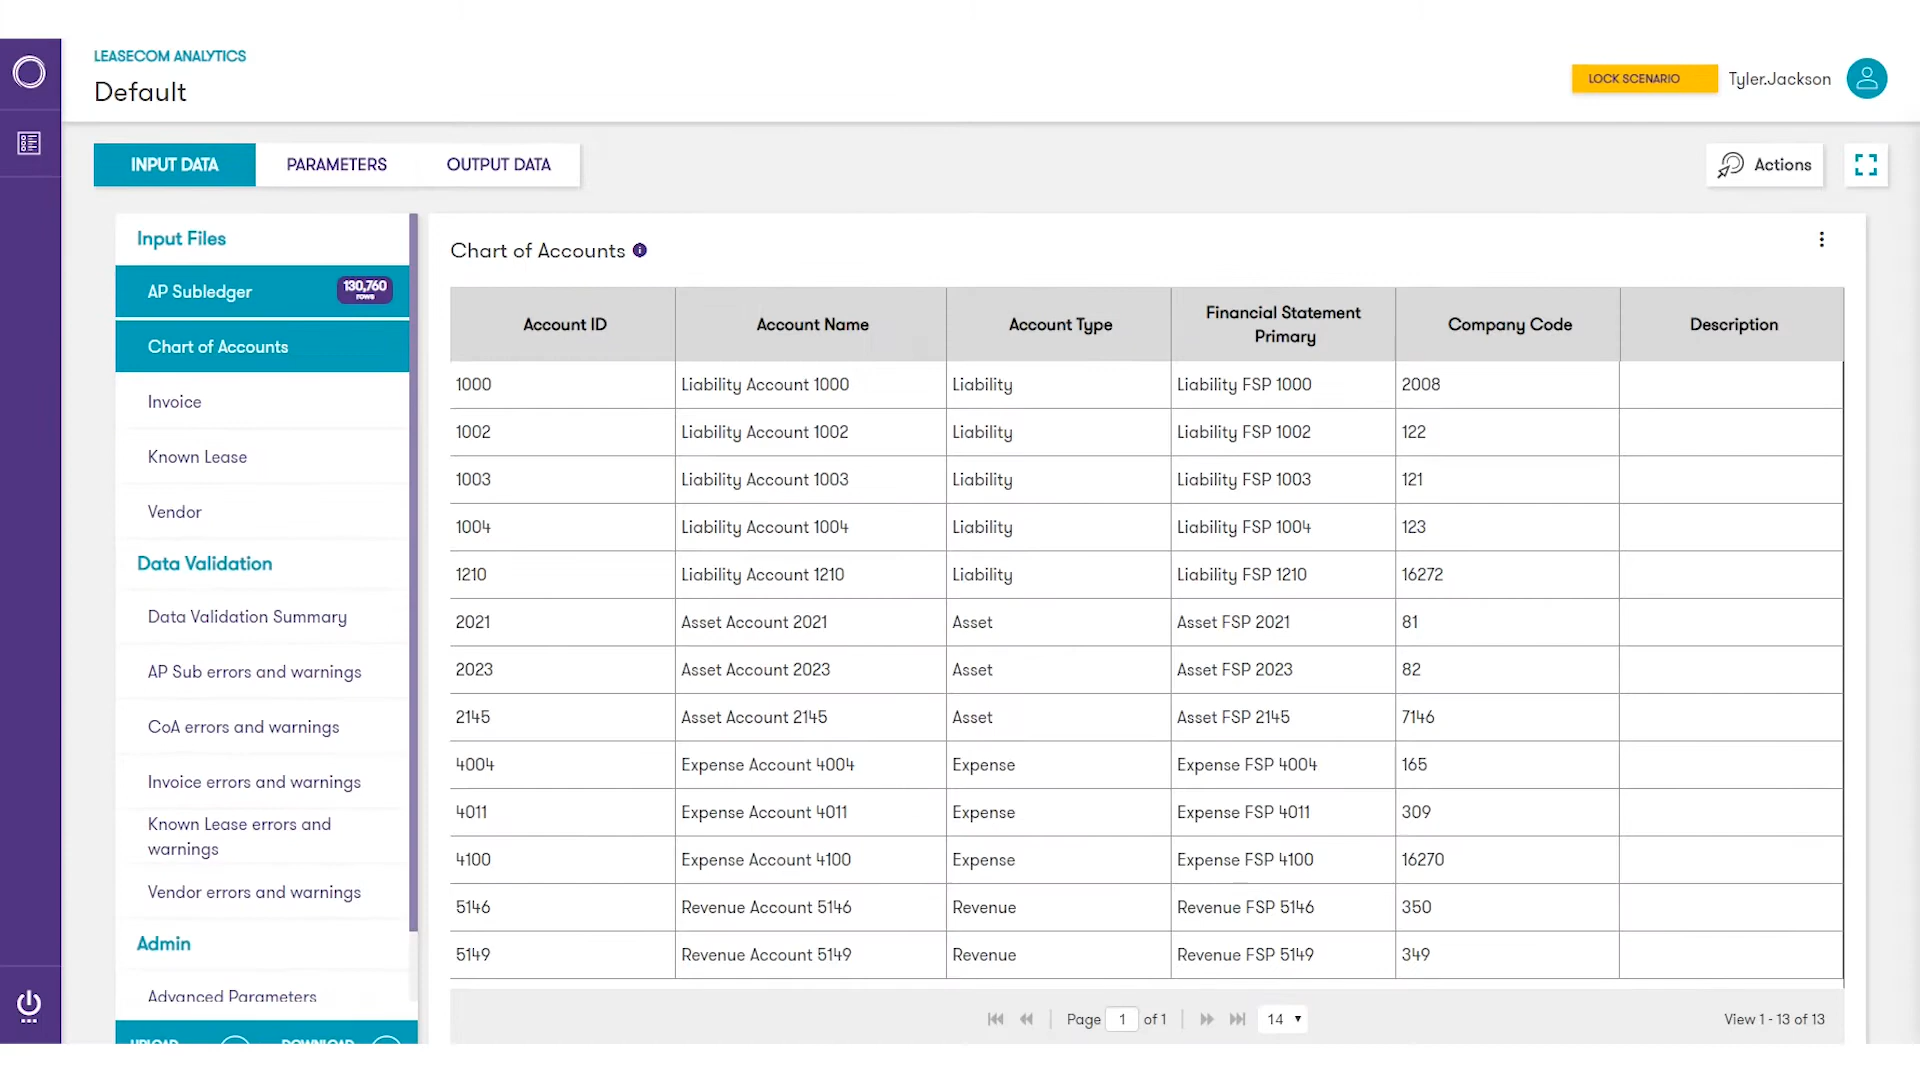 LEASECOM ANALYTICS
Default
LOCK SCENARIO
Tyler.Jackson
INPUT DATA
PARAMETERS
OUTPUT DATA
Actions
Input Files
AP Subledger
130,760
rows
Chart of Accounts
Invoice
Known Lease
Vendor
Data Validation
Data Validation Summary
AP Sub errors and warnings
CoA errors and warnings
Invoice errors and warnings
Known Lease errors and
warnings
Vendor errors and warnings
Admin
Advanced Parameters
UPLOAD DOWNLOAD
Chart of Accounts
Account ID Account Name Account Type Financial Statement Primary Company Code Description
1000 Liability Account 1000 Liability Liability FSP 1000 2008
1002 Liability Account 1002 Liability Liability FSP 1002 122
1003 Liability Account 1003 Liability Liability FSP 1003 121
1004 Liability Account 1004 Liability Liability FSP 1004 123
1210 Liability Account 1210 Liability Liability FSP 1210 16272
2021 Asset Account 2021 Asset Asset FSP 2021 81
2023 Asset Account 2023 Asset Asset FSP 2023 82
2145 Asset Account 2145 Asset Asset FSP 2145 7146
4004 Expense Account 4004 Expense Expense FSP 4004 165
4011 Expense Account 4011 Expense Expense FSP 4011 309
4100 Expense Account 4100 Expense Expense FSP 4100 16270
5146 Revenue Account 5146 Revenue Revenue FSP 5146 350
5149 Revenue Account 5149 Revenue Revenue FSP 5149 349
Page 1 of 1 14
View 1 - 13 of 13